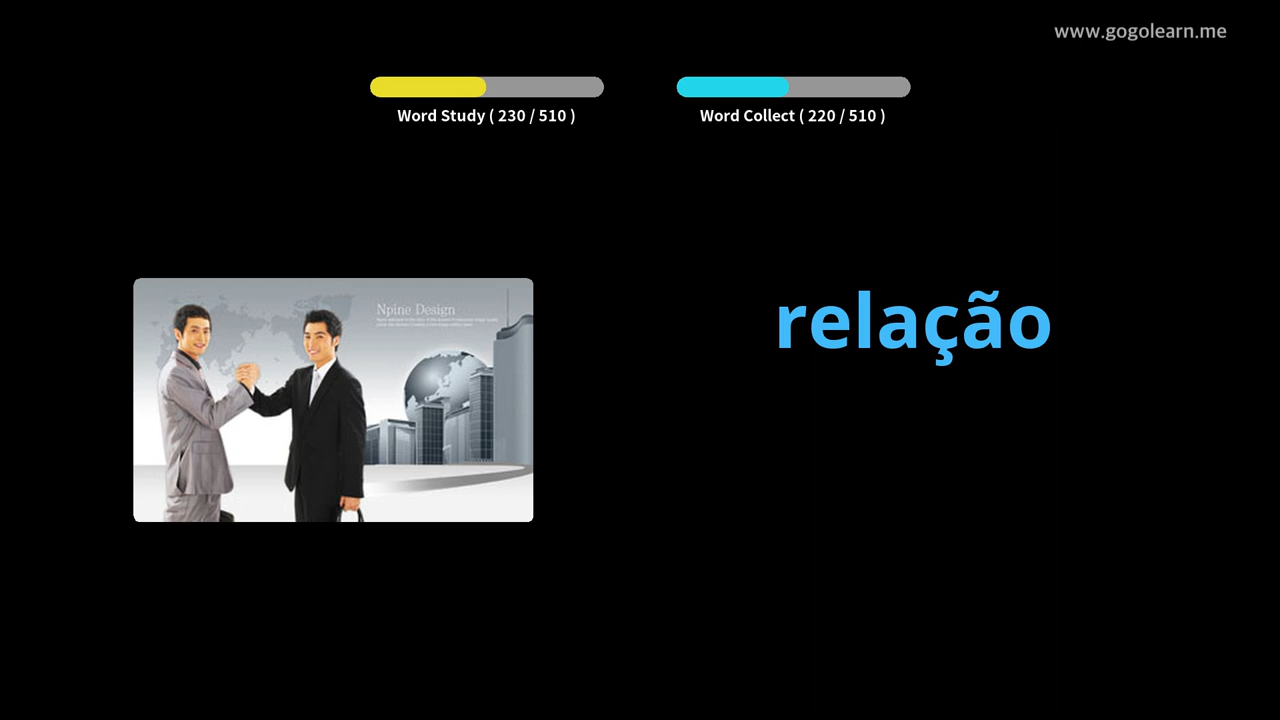 www.gogolearn.me
Word Study ( 230 / 510 )
Word Collect ( 220 / 510 )
Npine Design
relação